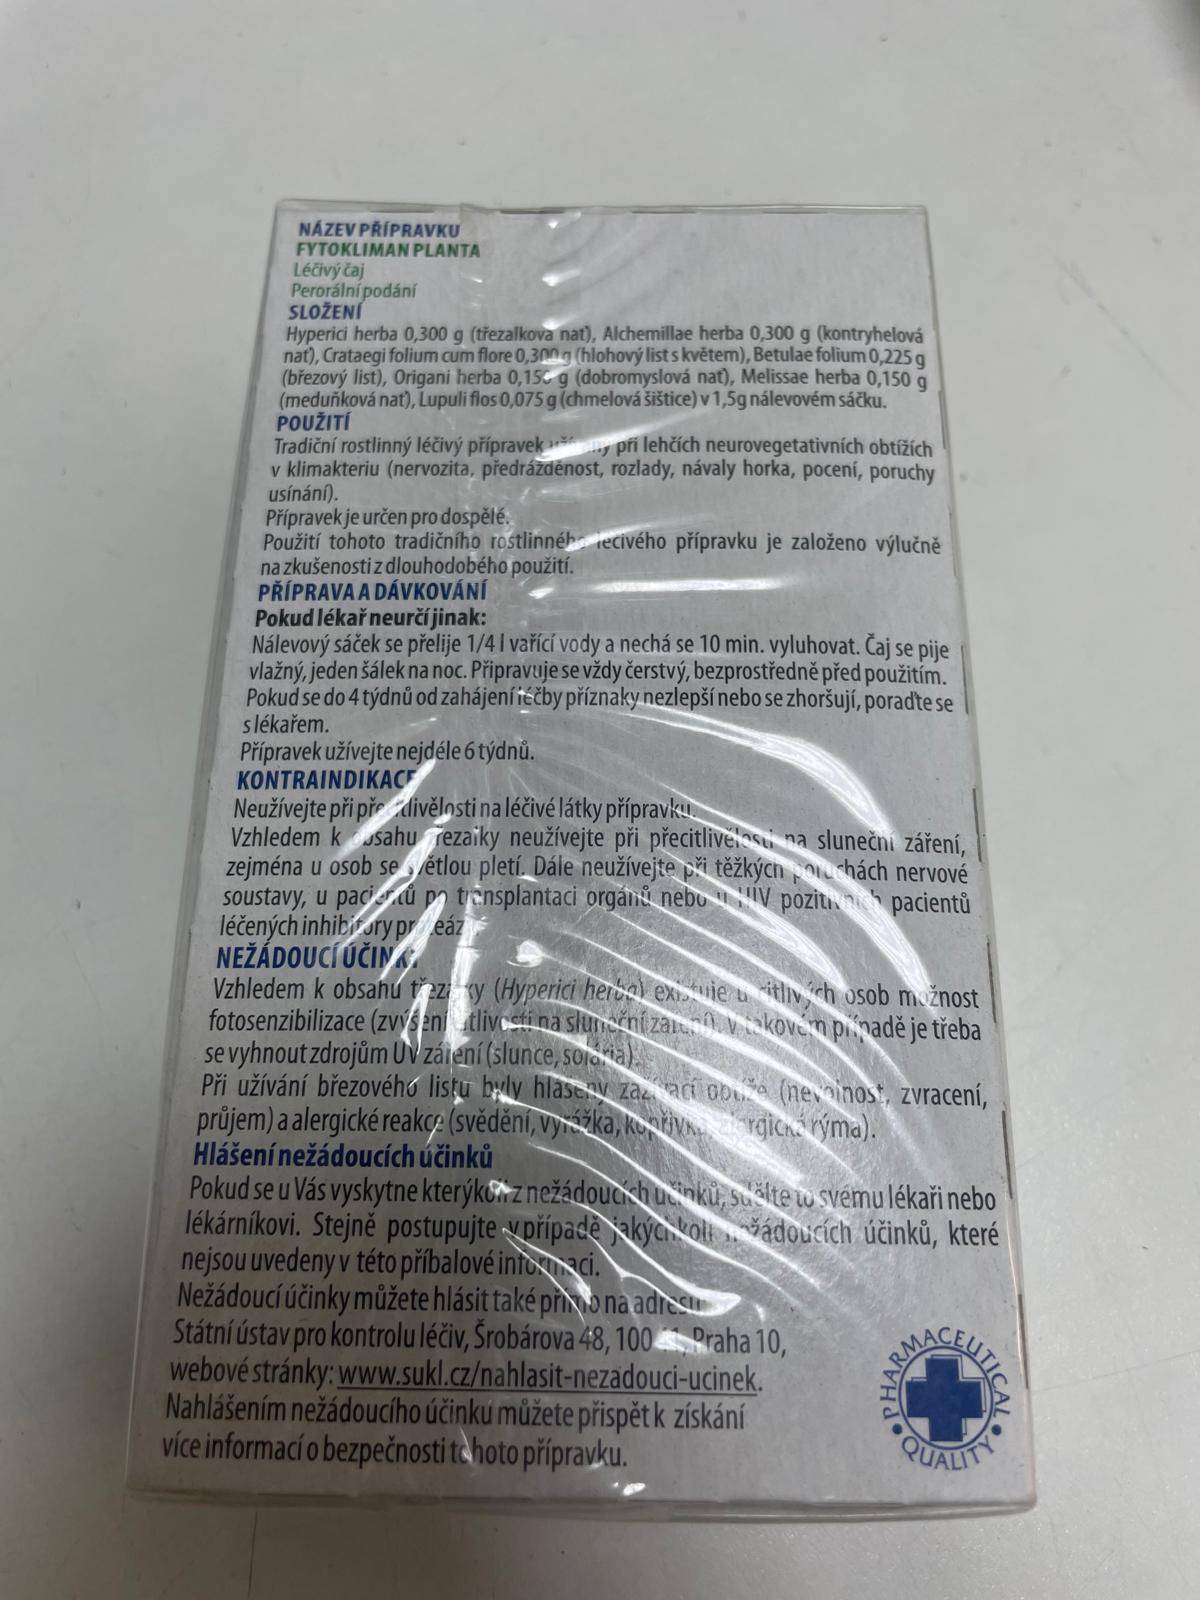 NÁZEV PŘÍPRAVKU
FYTOKLIMAN PLANTA
Léčivý čaj
Perorální podání
SLOŽENÍ
Hyperici herba 0,300 g (třezalková nať), Alchemillae herba 0,300 g (kontryhelová
nať), Crataegi folium cum flore 0,300 g (hlohový list s květem), Betulae folium 0,225 g
(březový list), Origani herba 0,150 g (dobromyslová nať), Melissae herba 0,150 g
(meduňková nať), Lupuli flos 0,075 g (chmelová šištice) v 1,5g nálevovém sáčku.
POUŽITÍ
Tradiční rostlinný léčivý přípravek při lehčích neurovegetativních obtížích
v klimakteriu (nervozita, předrážděnost, rozlady, návaly horka, pocení, poruchy
usínání).
Přípravek je určen pro dospělé.
Použití tohoto tradičního rostlinného léčivého přípravku je založeno výlučně
na zkušenosti z dlouhodobého použití.
PŘÍPRAVA A DÁVKOVÁNÍ
Pokud lékař neurčí jinak:
Nálevový sáček se přelije 1/4 l vařící vody a nechá se 10 min. vyluhovat. Čaj se pije
vlažný, jeden šálek na noc. Připravuje se vždy čerstvý, bezprostředně před použitím.
Pokud se do 4 týdnů od zahájení léčby příznaky nezlepší nebo se zhoršují, poraďte se
s lékařem.
Přípravek užívejte nejdéle 6 týdnů.
KONTRAINDIKACE
Neužívejte při přecitlivělosti na léčivé látky přípravku.
Vzhledem k obsahu třezalky neužívejte při přecitlivělosti na sluneční záření,
zejména u osob se světlou pletí. Dále neužívejte při těžkých poruchách nervové
soustavy, u pacientů po transplantaci orgánů nebo u HIV pozitivních pacientů
léčených inhibitory proteáz.
NEŽÁDOUCÍ ÚČINKY
Vzhledem k obsahu třezalky (Hyperici herba) existuje u citlivých osob možnost
fotosenzibilizace (zvýšení citlivosti na sluneční záření). V takovém případě je třeba
se vyhnout zdrojům UV záření (slunce, solária).
Při užívání březového listu byly hlášeny zažívací obtíže (nevolnost, zvracení,
průjem) a alergické reakce (svědění, vyrážka, kopřivka, alergická rýma).
Hlášení nežádoucích účinků
Pokud se u Vás vyskytne kterýkoli z nežádoucích účinků, sdělte to svému lékaři nebo
lékárníkovi. Stejně postupujte v případě jakýchkoli nežádoucích účinků, které
nejsou uvedeny v této příbalové informaci.
Nežádoucí účinky můžete hlásit také přímo na adresu
Státní ústav pro kontrolu léčiv, Šrobárova 48, 100 41, Praha 10,
webové stránky: www.sukl.cz/nahlasit-nezadouci-ucinek.
Nahlášením nežádoucího účinku můžete přispět k získání
více informací o bezpečnosti tohoto přípravku.
PHARMACEUTICAL
QUALITY